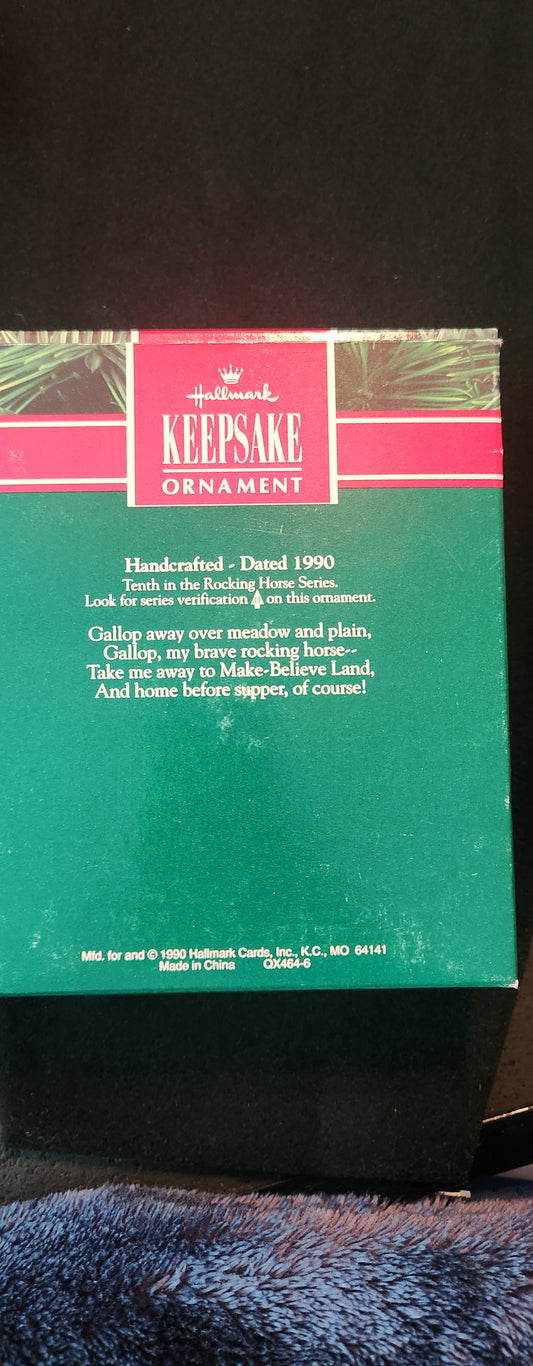 Hallmark
KEEPSAKE
ORNAMENT
Handcrafted - Dated 1990
Tenth in the Rocking Horse Series.
Look for series verification on this ornament.
Gallop away over meadow and plain,
Gallop, my brave rocking horse--
Take me away to Make-Believe Land,
And home before supper, of course!
Mfd. for and © 1990 Hallmark Cards, Inc., K.C., MO 64141
Made in China QX464-6